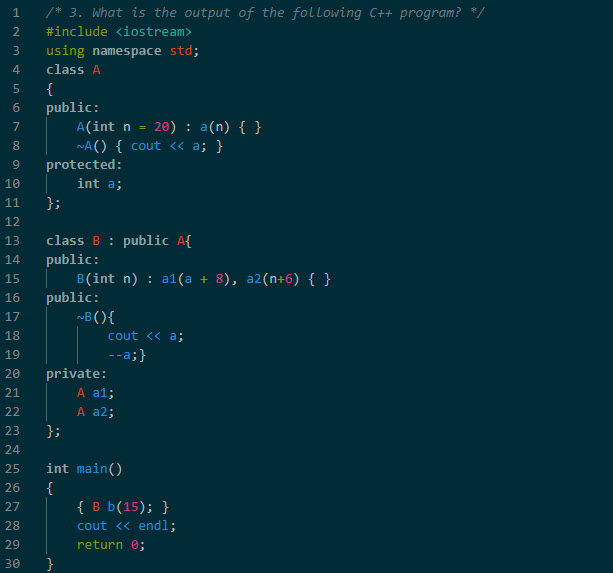 1 /* 3. What is the output of the following C++ program? */
2 #include <iostream>
3 using namespace std;
4 class A
5 {
6 public:
7     A(int n = 20) : a(n) { }
8     ~A() { cout << a; }
9 protected:
10     int a;
11 };
12
13 class B : public A{
14 public:
15     B(int n) : a1(a + 8), a2(n+6) { }
16 public:
17     ~B(){
18         cout << a;
19         --a;}
20 private:
21     A a1;
22     A a2;
23 };
24
25 int main()
26 {
27     { B b(15); }
28     cout << endl;
29     return 0;
30 }